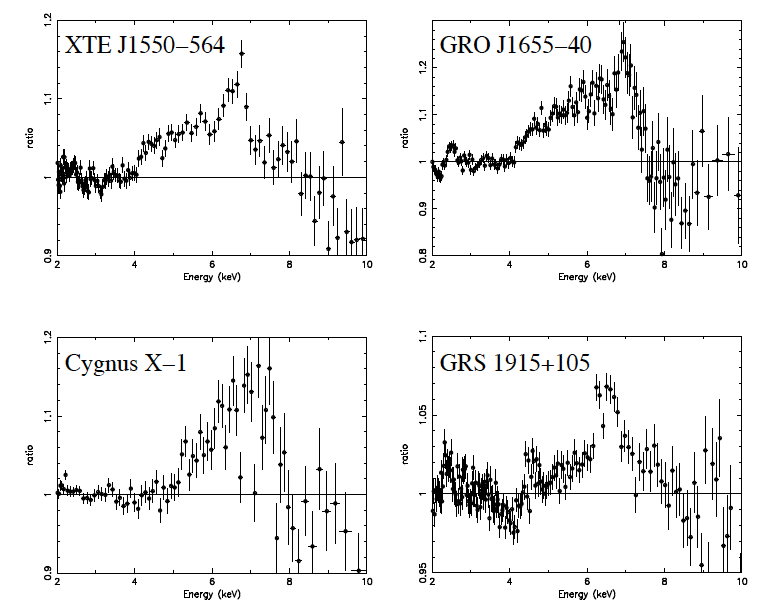 XTE J1550–564
ratio
0.9 1 1.1 1.2
2 4 6 8 10
Energy (keV)
GRO J1655–40
ratio
0.8 0.9 1 1.1 1.2
2 4 6 8 10
Energy (keV)
Cygnus X–1
ratio
0.9 1 1.1 1.2
2 4 6 8 10
Energy (keV)
GRS 1915+105
ratio
0.95 1 1.05 1.1
2 4 6 8 10
Energy (keV)